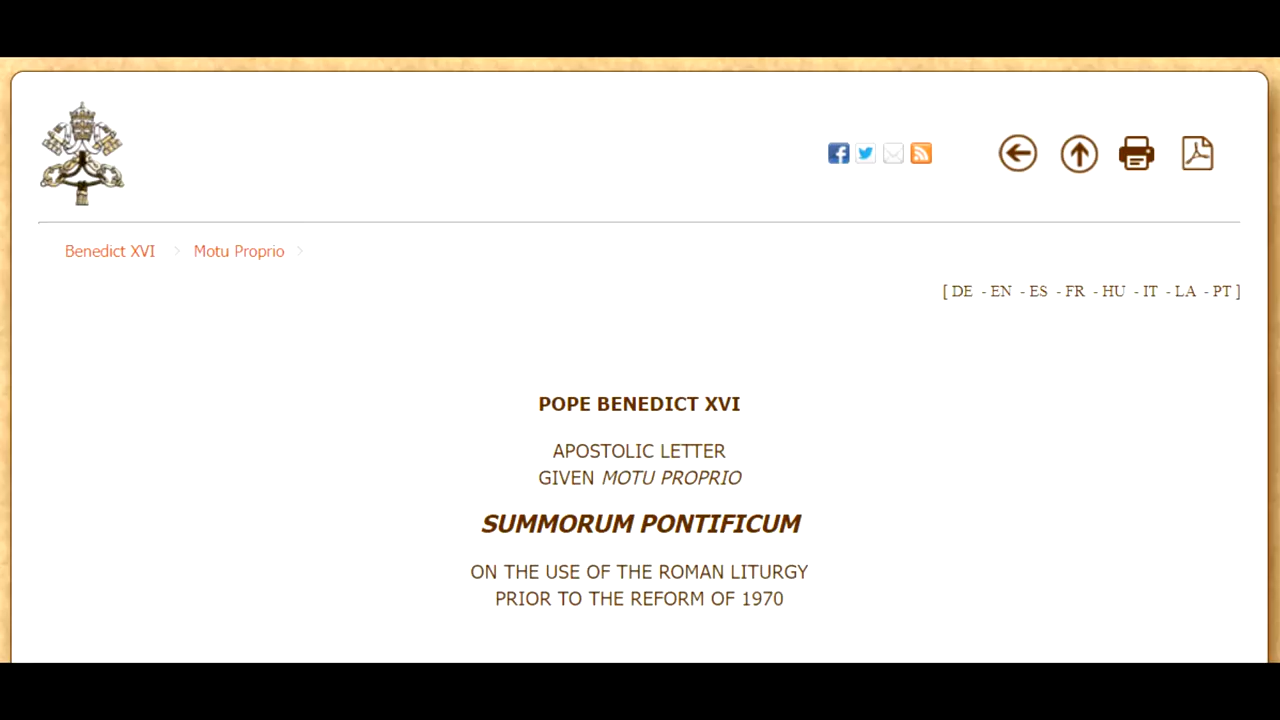 Benedict XVI > Motu Proprio >
[ DE - EN - ES - FR - HU - IT - LA - PT ]
POPE BENEDICT XVI
APOSTOLIC LETTER
GIVEN MOTU PROPRIO
SUMMORUM PONTIFICUM
ON THE USE OF THE ROMAN LITURGY
PRIOR TO THE REFORM OF 1970